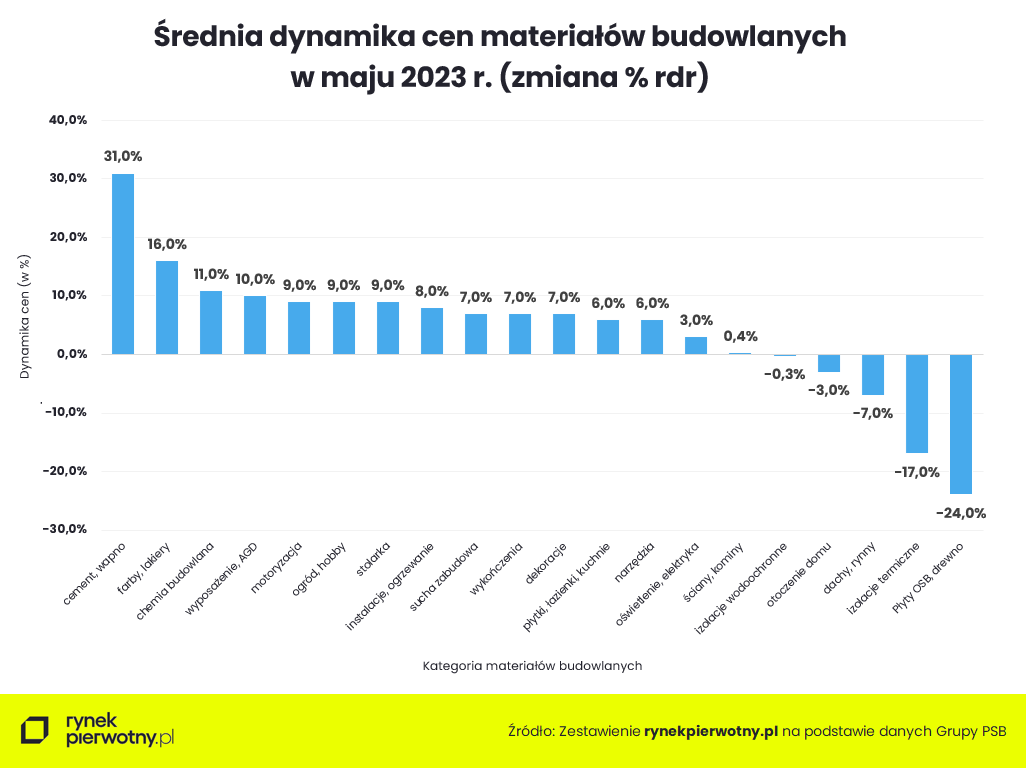 Średnia dynamika cen materiałów budowlanych
w maju 2023 r. (zmiana % rdr)
Dynamika cen (w %)
40,0%
30,0%
20,0%
10,0%
0,0%
-10,0%
-20,0%
-30,0%
31,0%
16,0%
11,0%
10,0%
9,0%
9,0%
9,0%
8,0%
7,0%
7,0%
7,0%
6,0%
6,0%
3,0%
0,4%
-0,3%
-3,0%
-7,0%
-17,0%
-24,0%
cement, wapno
farby, lakiery
chemia budowlana
wyposażenie, AGD
motoryzacja
ogród, hobby
stolarka
instalacje, ogrzewanie
sucha zabudowa
wykończenia
dekoracje
płytki, łazienki, kuchnie
narzędzia
oświetlenie, elektryka
ściany, kominy
izolacje wodochronne
otoczenie domu
dachy, rynny
izolacje termiczne
Płyty OSB, drewno
Kategoria materiałów budowlanych
rynek
pierwotny.pl
Źródło: Zestawienie rynekpierwotny.pl na podstawie danych Grupy PSB